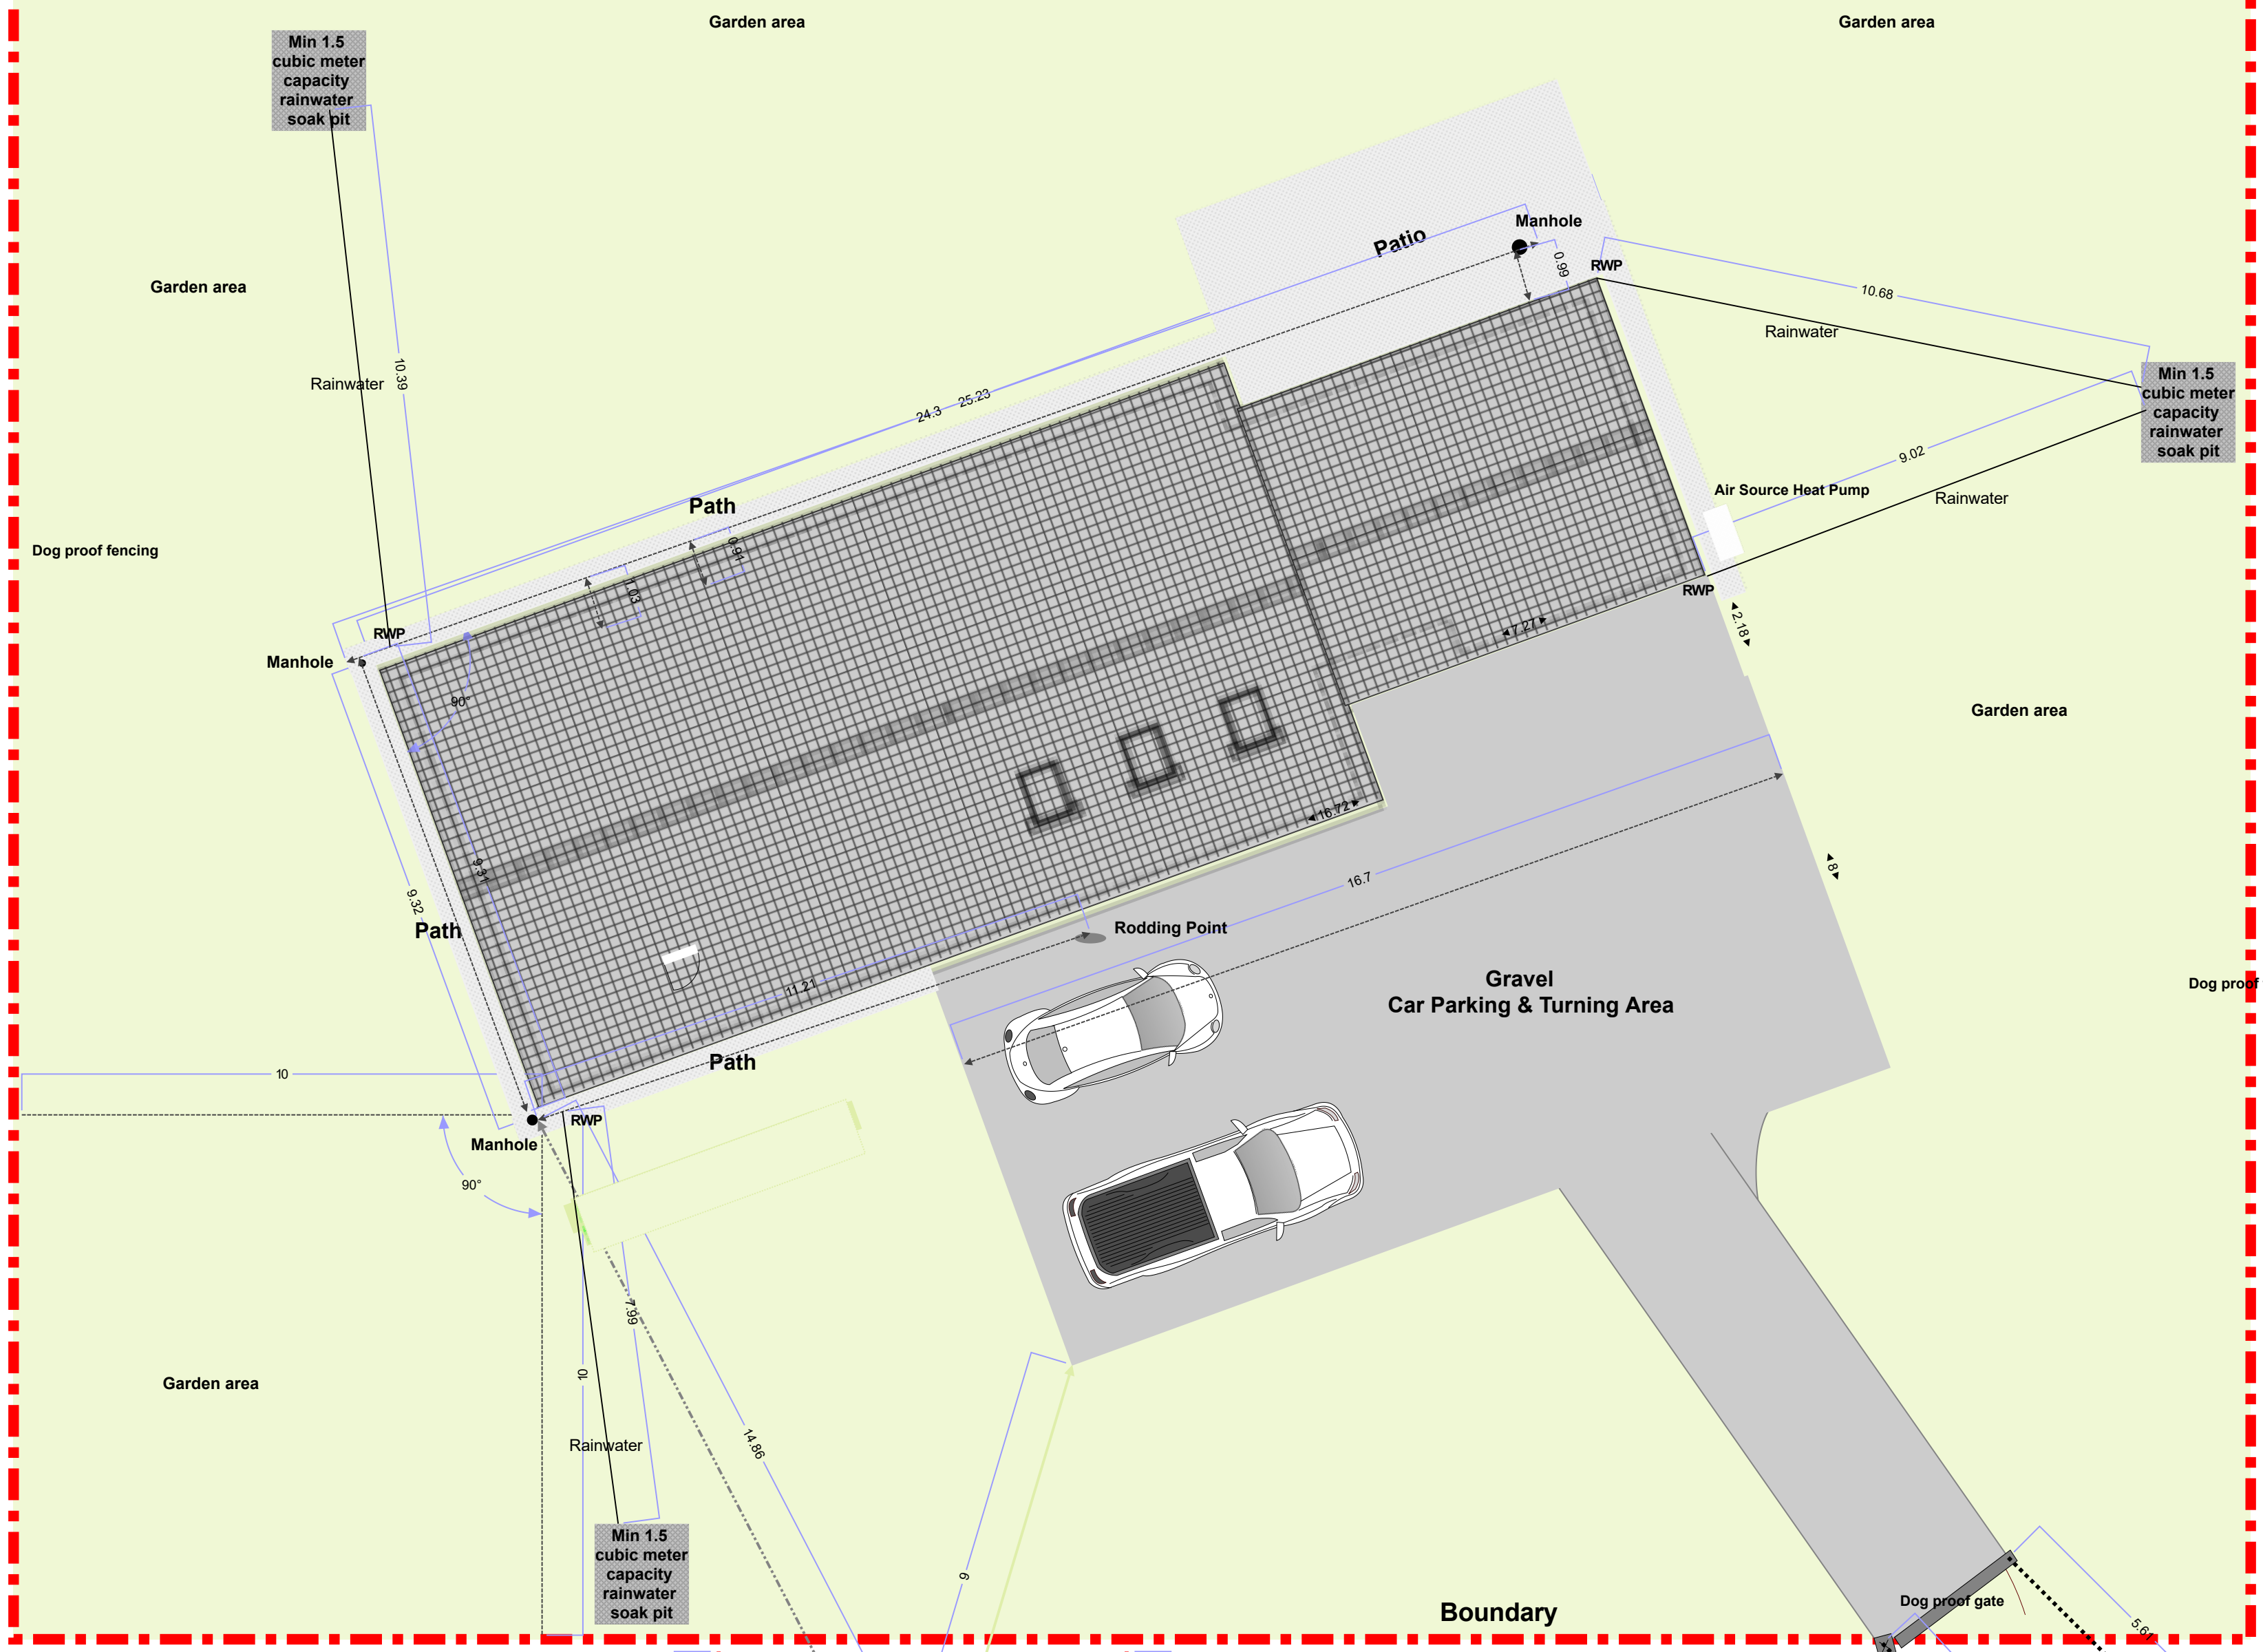 Garden area
Garden area
Min 1.5
cubic meter
capacity
rainwater
soak pit
Manhole
Patio
0.99
RWP
Garden area
10.68
Rainwater
Min 1.5
cubic meter
capacity
rainwater
soak pit
10.39
Rainwater
24.3
25.23
9.02
Air Source Heat Pump
Rainwater
Path
Dog proof fencing
0.91
1.03
RWP
RWP
2.18
7.27
Manhole
90°
Garden area
16.72
9.31
9.32
16.7
8
Path
Rodding Point
11.21
Gravel
Car Parking & Turning Area
Dog proof
Path
10
RWP
Manhole
90°
7.99
10
Garden area
14.86
Rainwater
Min 1.5
cubic meter
capacity
rainwater
soak pit
9
Boundary
Dog proof gate
5.61